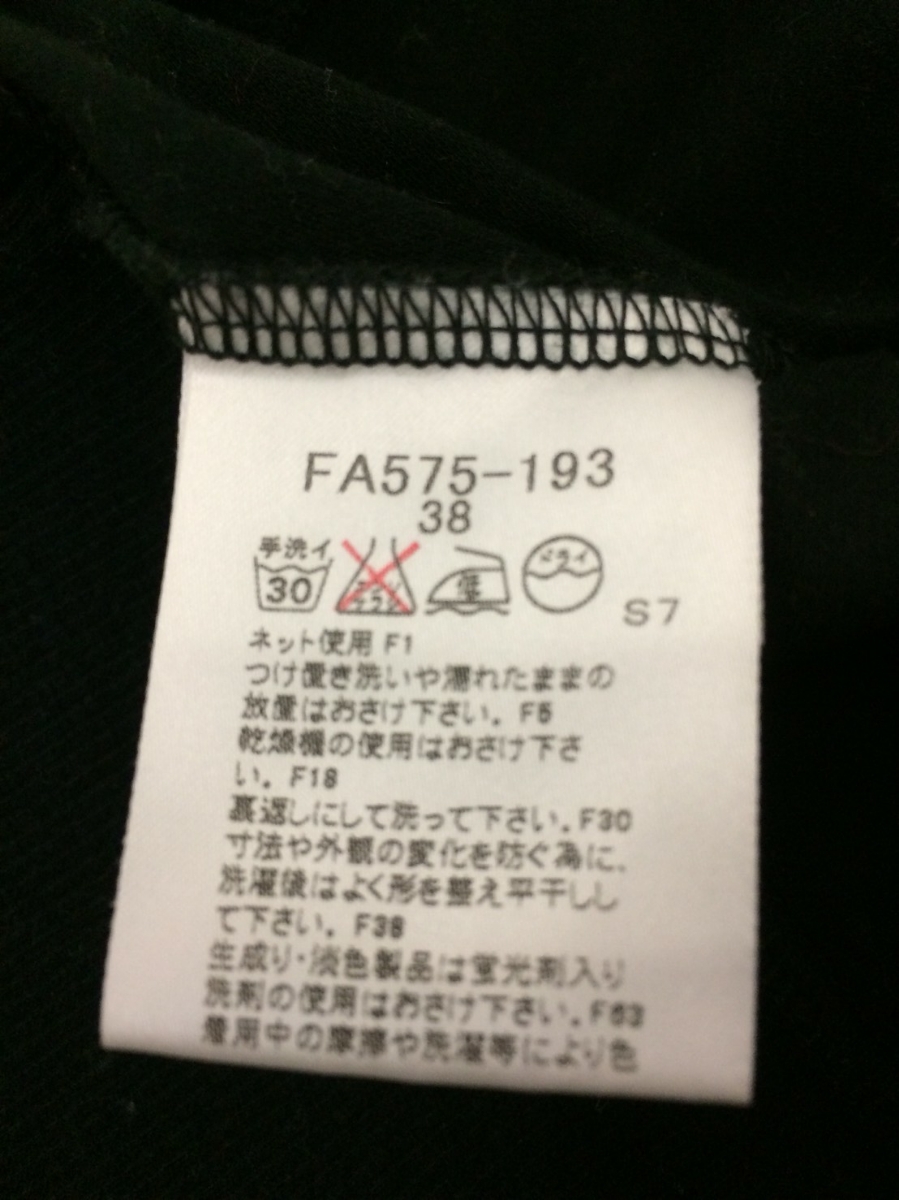 FA575-193
38
手洗イ
30
エンソ
サラシ
低
ドライ
S7
ネット使用 F1
つけ置き洗いや濡れたままの
放置はおさけ下さい。F5
乾燥機の使用はおさけ下さ
い。F18
裏返しにして洗って下さい。F30
寸法や外観の変化を防ぐ為に、
洗濯後はよく形を整え平干しし
て下さい。F38
生成り・淡色製品は蛍光剤入り
洗剤の使用はおさけ下さい。F63
着用中の摩擦や洗濯等により色